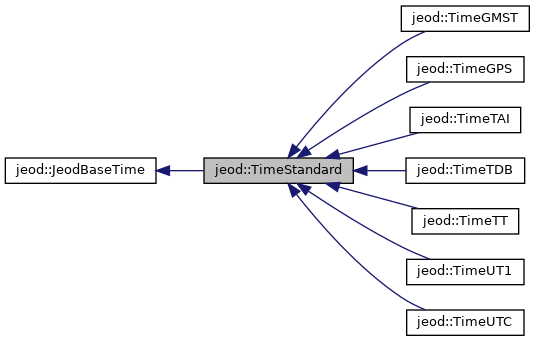 jeod::TimeGMST
jeod::TimeGPS
jeod::TimeTAI
jeod::JeodBaseTime
jeod::TimeStandard
jeod::TimeTDB
jeod::TimeTT
jeod::TimeUT1
jeod::TimeUTC